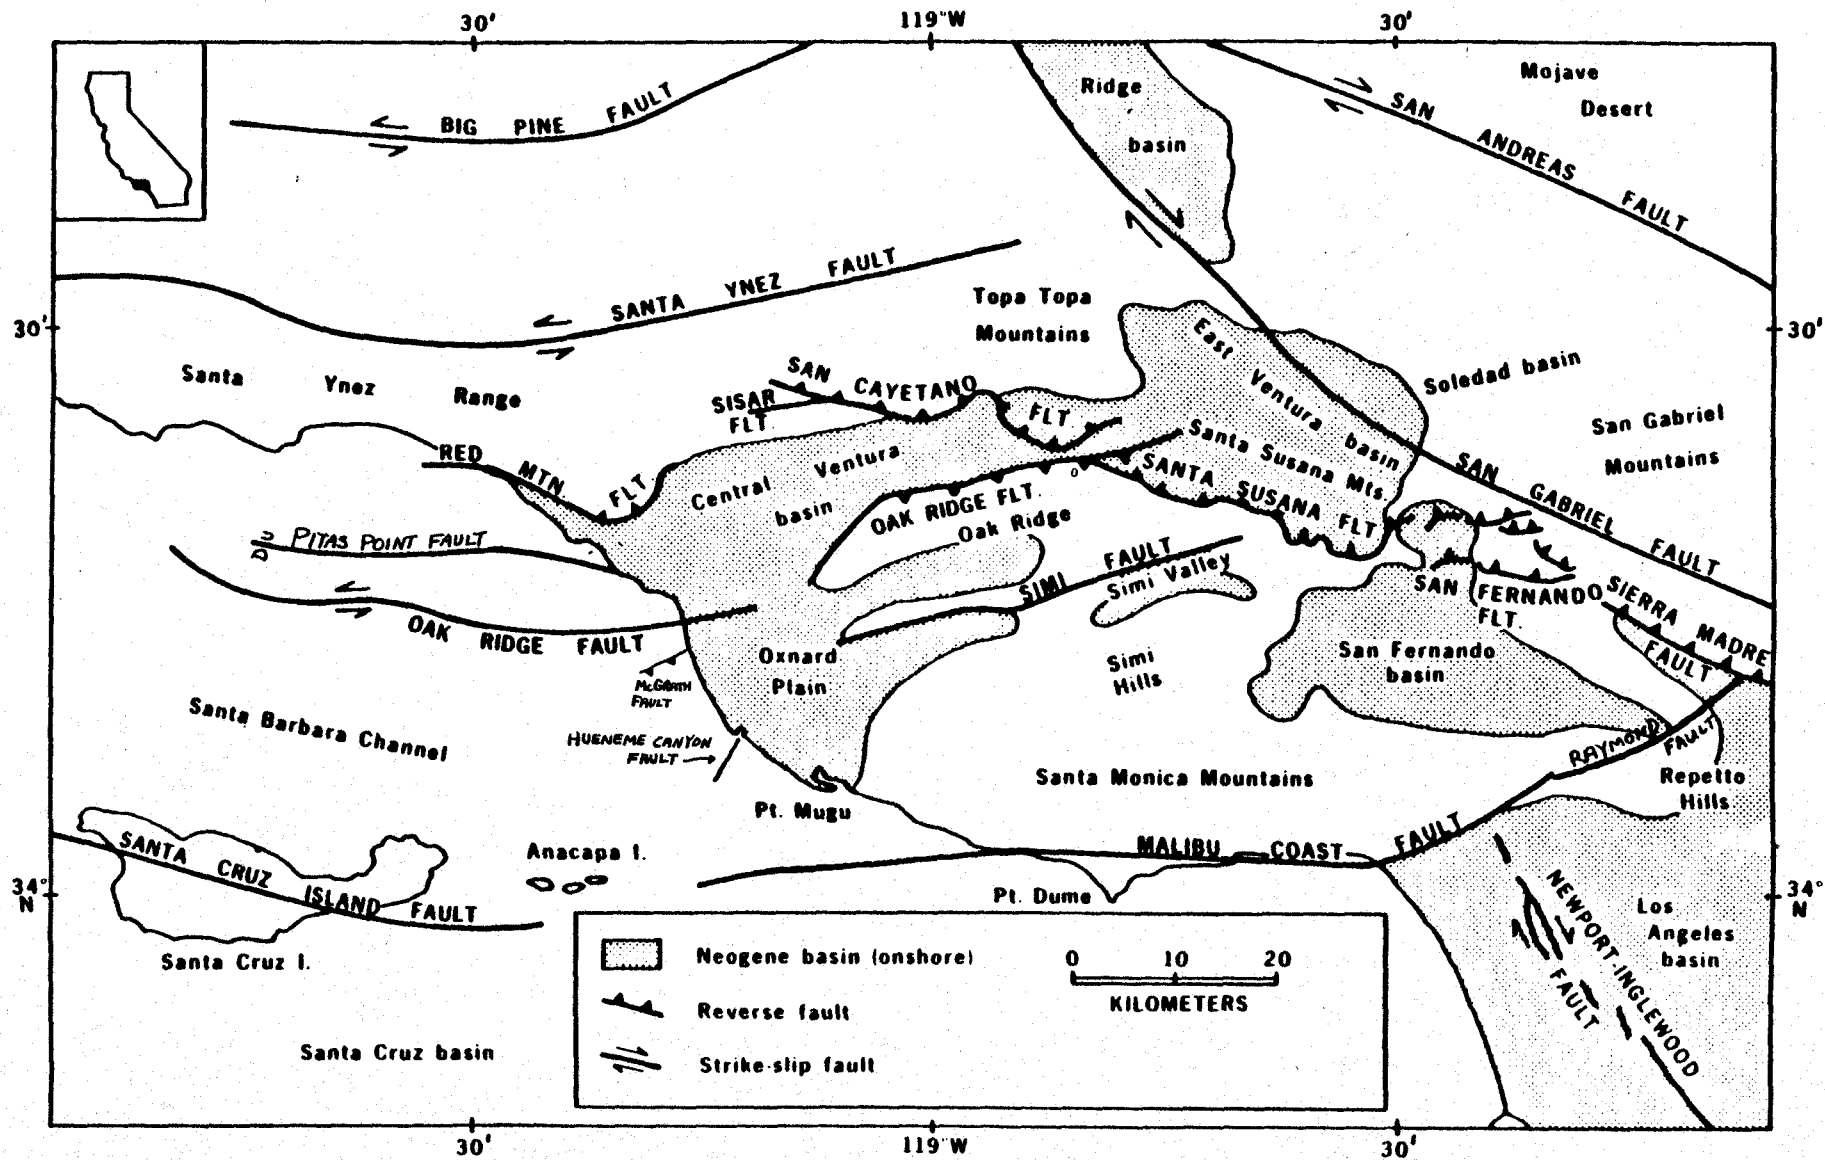 30'
119°W
30'
Mojave
Desert
Ridge
basin
BIG PINE FAULT
SAN ANDREAS FAULT
SANTA YNEZ FAULT
Topa Topa
Mountains
30'
30'
East Ventura basin
Soledad basin
Santa Ynez Range
SAN CAYETANO FLT
SISAR
FLT
San Gabriel
Mountains
RED MTN FLT
Central Ventura
basin
Santa Susana Mts.
SANTA SUSANA FLT
SAN GABRIEL FAULT
OAK RIDGE FLT.
Oak Ridge
D U
PITAS POINT FAULT
SIMI FAULT
Simi Valley
SAN FERNANDO
FLT.
SIERRA MADRE
FAULT
OAK RIDGE FAULT
Oxnard
Plain
Simi
Hills
San Fernando
basin
McGRATH
FAULT
Santa Barbara Channel
HUENEME CANYON
FAULT
RAYMOND FAULT
Santa Monica Mountains
Repetto
Hills
Pt. Mugu
MALIBU COAST FAULT
Anacapa I.
SANTA CRUZ ISLAND FAULT
34°
N
Pt. Dume
34°
N
NEWPORT-INGLEWOOD
FAULT
Los
Angeles
basin
Santa Cruz I.
Neogene basin (onshore)
0 10 20
KILOMETERS
Reverse fault
Strike-slip fault
Santa Cruz basin
30'
119°W
30'